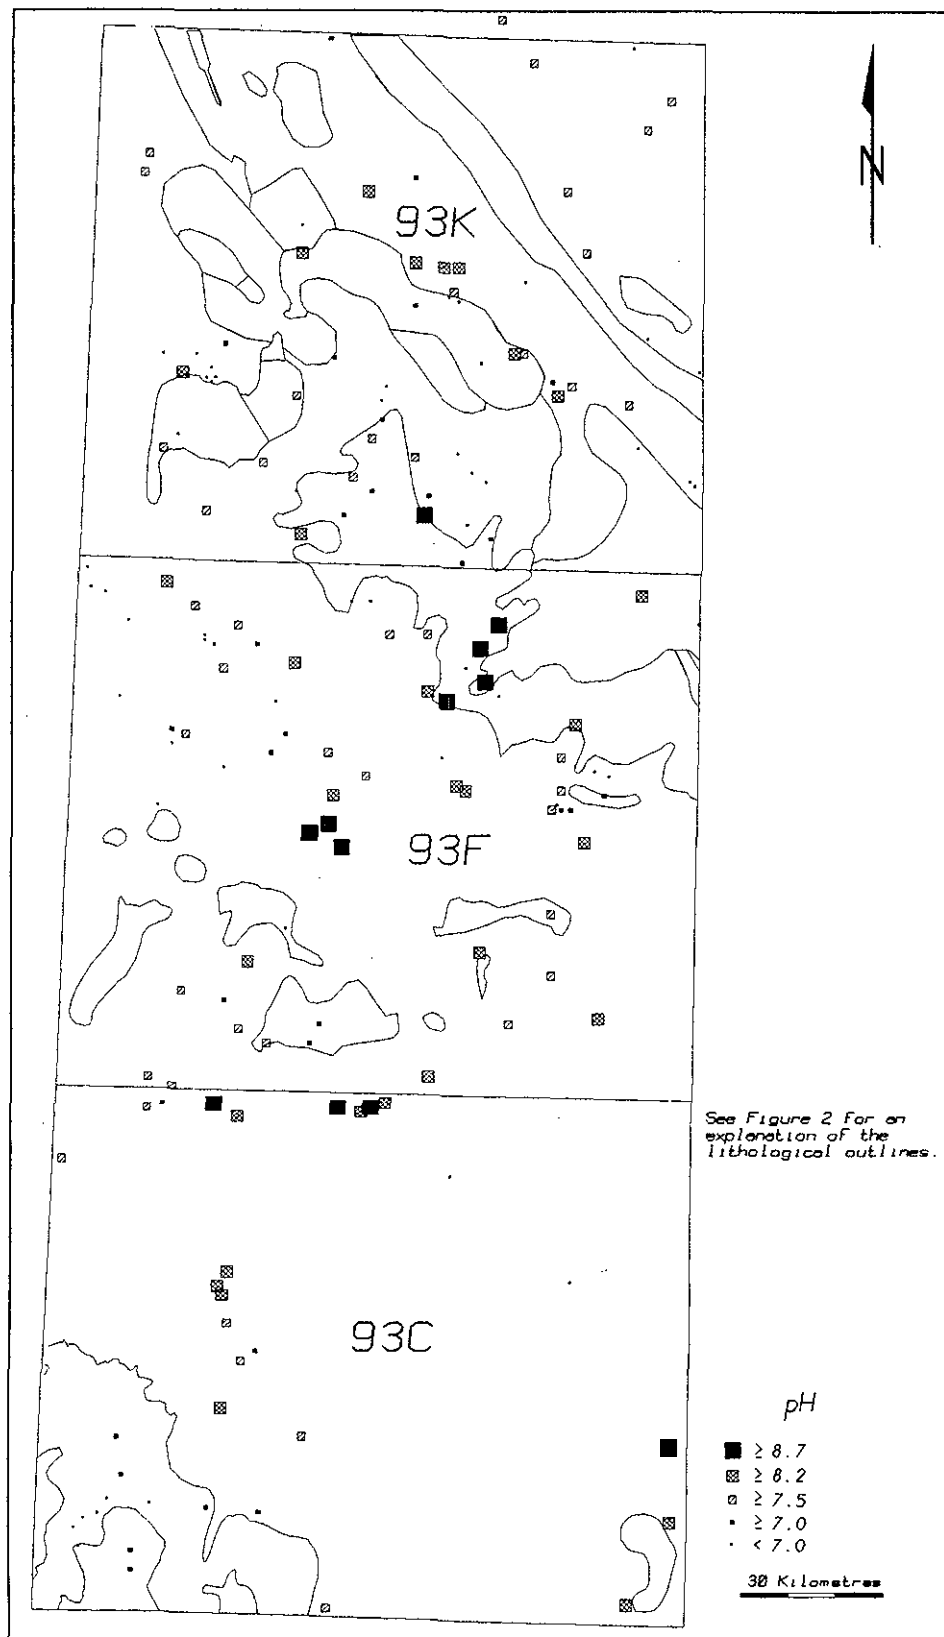 N
93K
93F
See Figure 2 for an
explanation of the
lithological outlines.
93C
pH
≥ 8.7
≥ 8.2
≥ 7.5
≥ 7.0
< 7.0
30 Kilometres